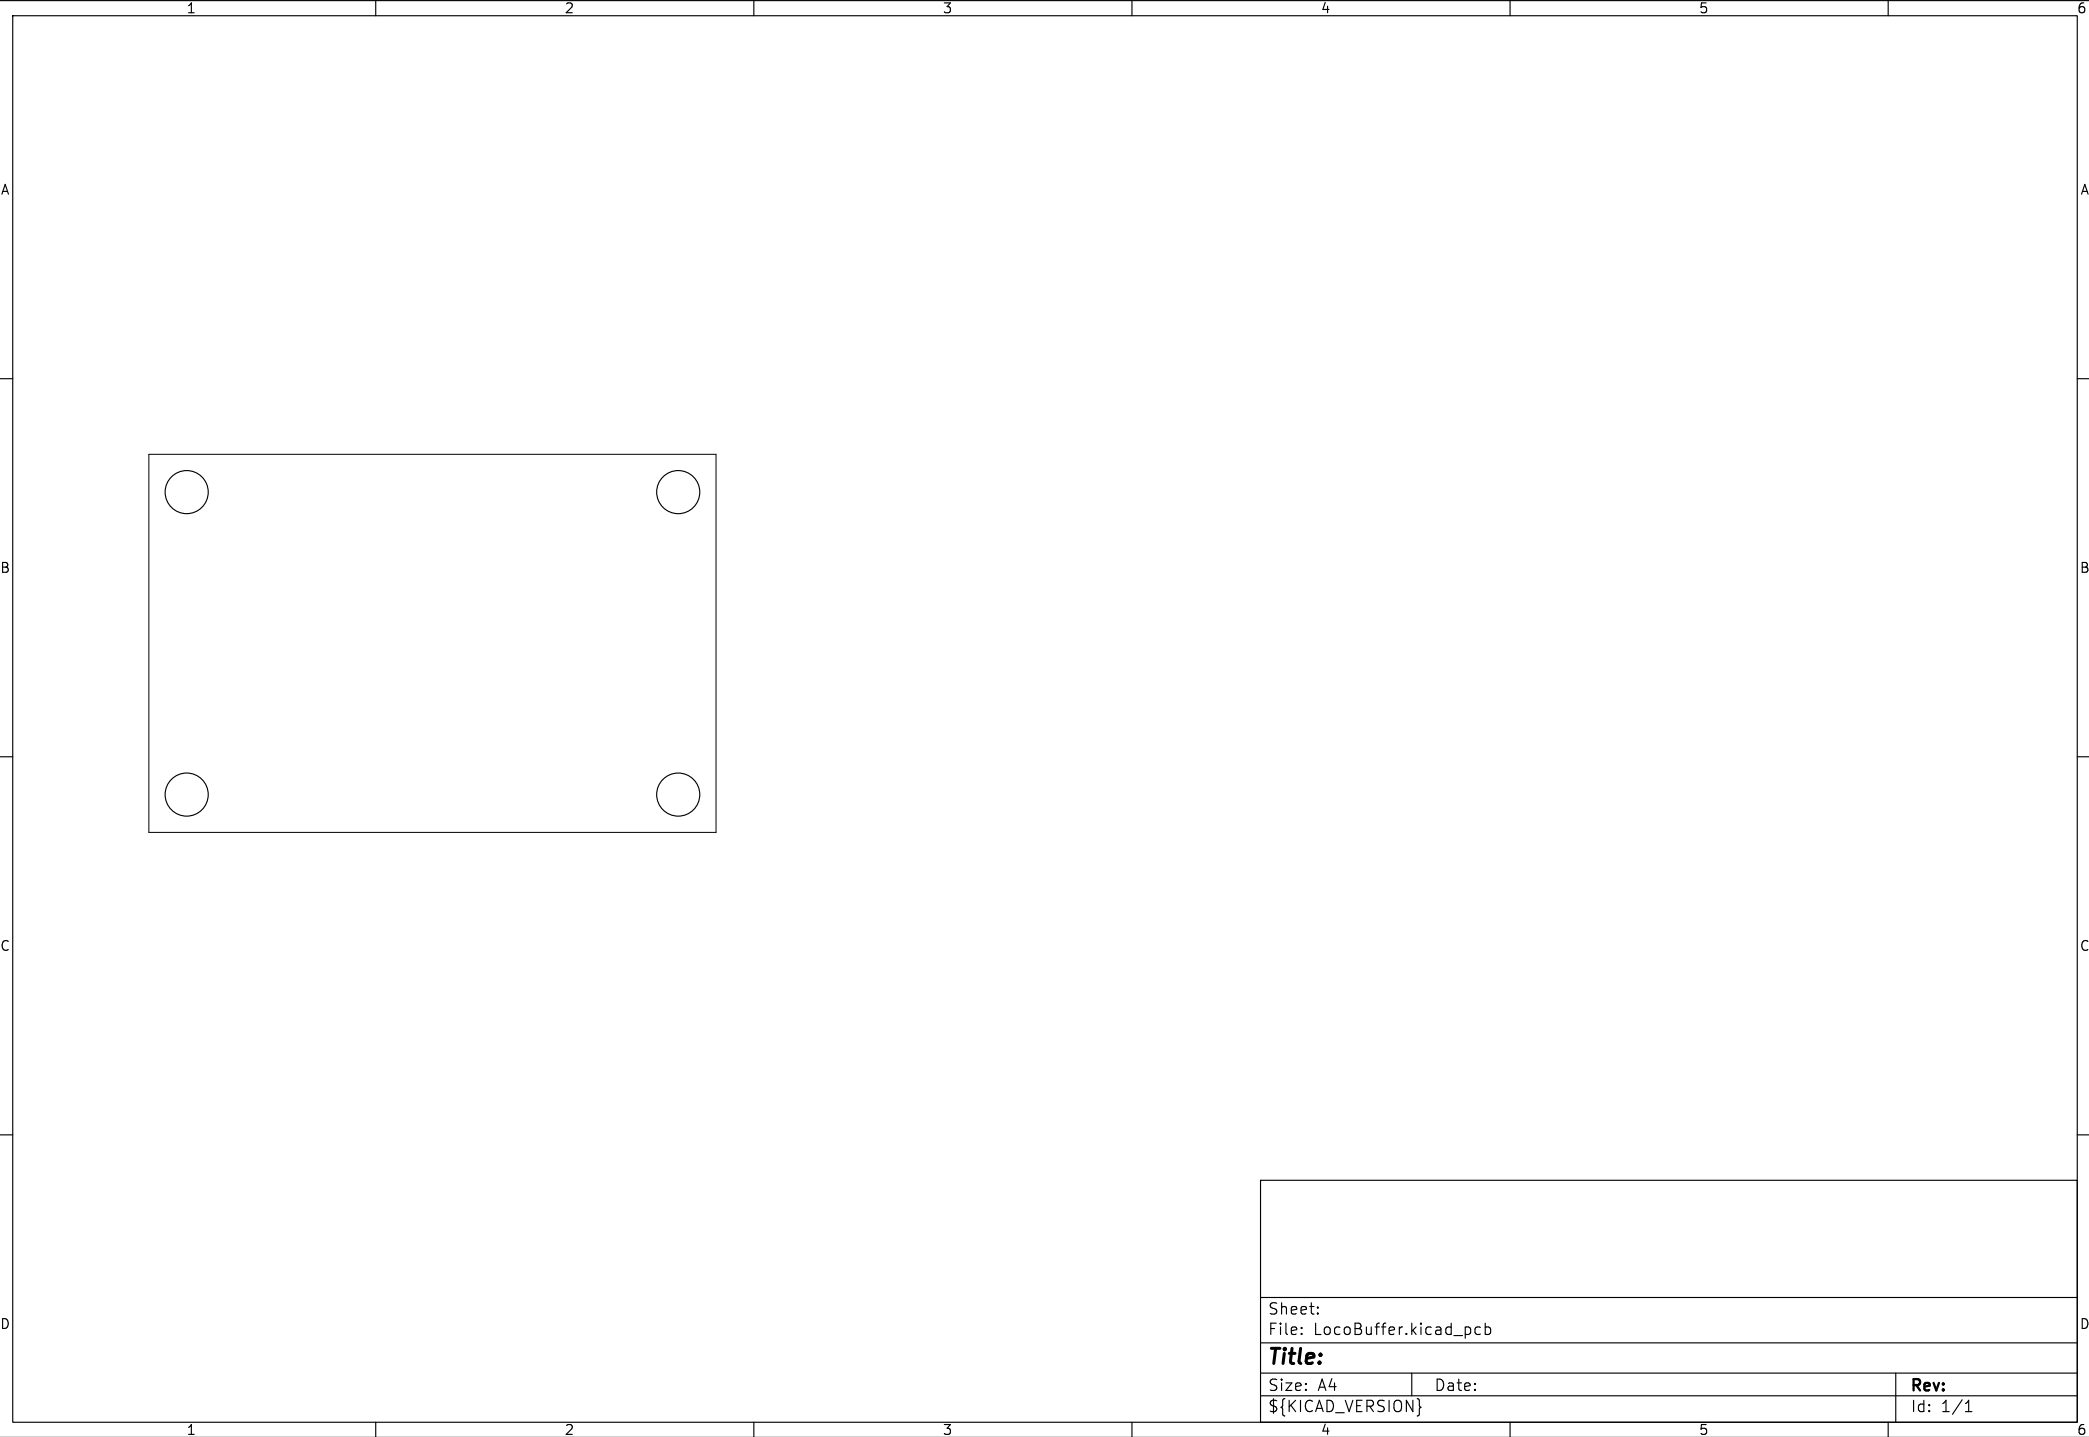 1 2 3 4 5 6
A A
B B
C C
Sheet:
File: LocoBuffer.kicad_pcb
D D
Title:
Size: A4 Date: Rev:
${KICAD_VERSION} Id: 1/1
1 2 3 4 5 6